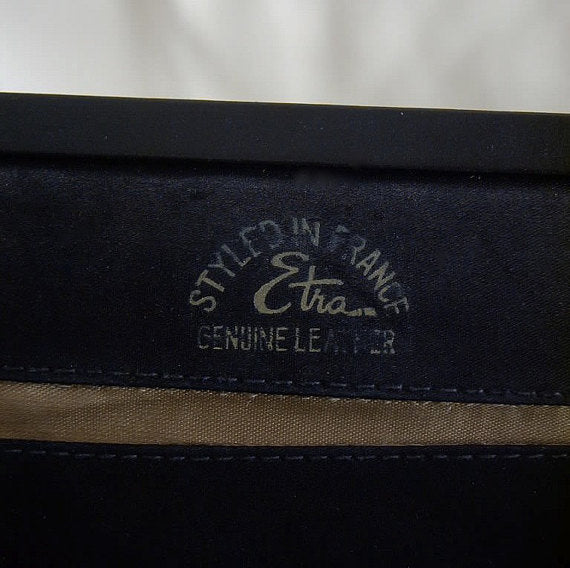 STYLED IN FRANCE
Etra
GENUINE LEATHER